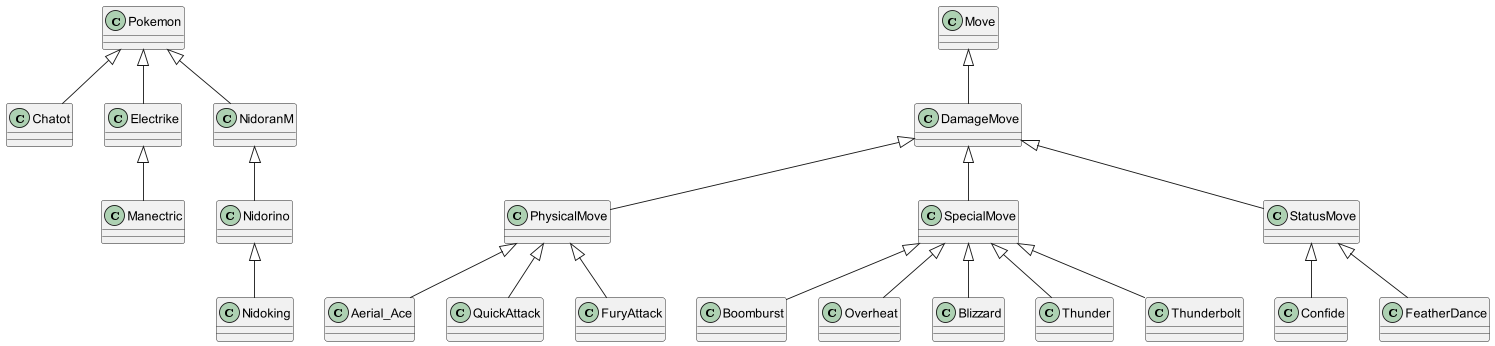 C Pokemon
C Move
C Chatot
C Electrike
C NidoranM
C DamageMove
C Manectric
C Nidorino
C PhysicalMove
C SpecialMove
C StatusMove
C Nidoking
C Aerial_Ace
C QuickAttack
C FuryAttack
C Boomburst
C Overheat
C Blizzard
C Thunder
C Thunderbolt
C Confide
C FeatherDance